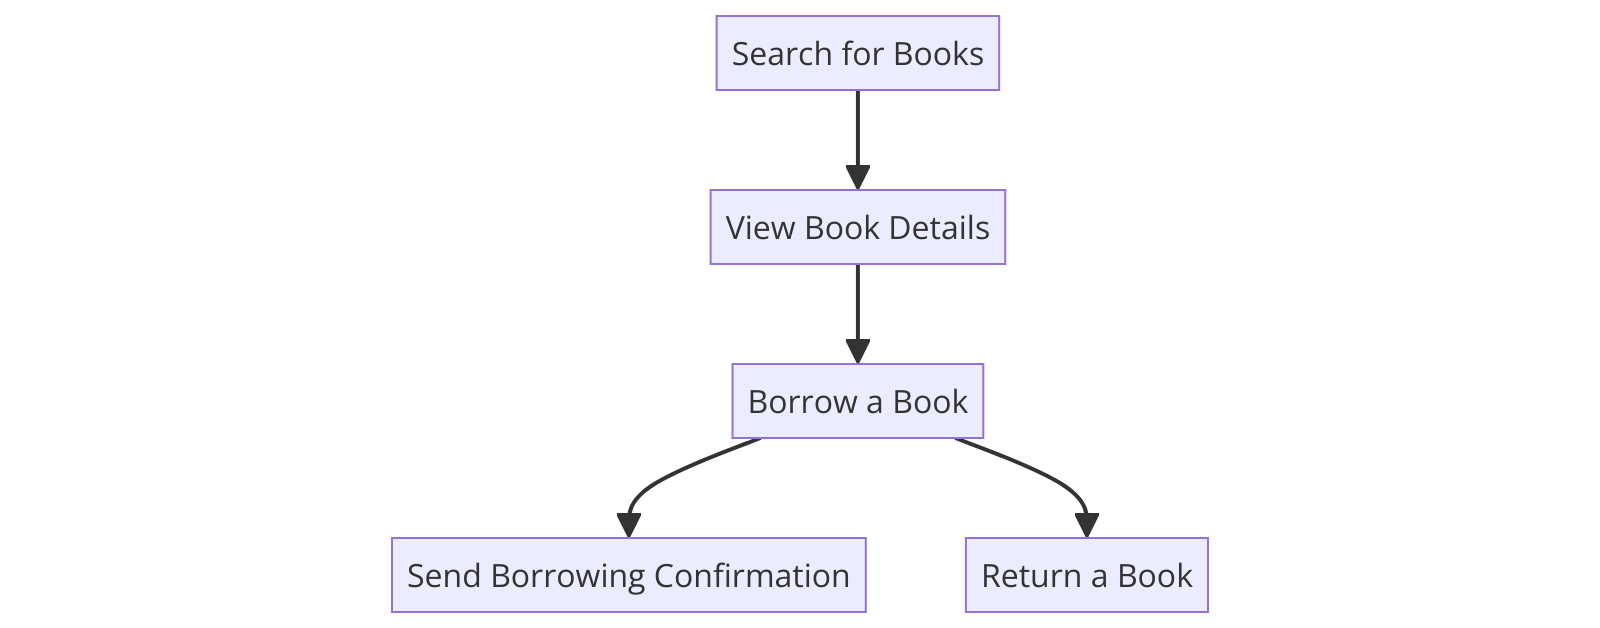 Search for Books
View Book Details
Borrow a Book
Send Borrowing Confirmation
Return a Book